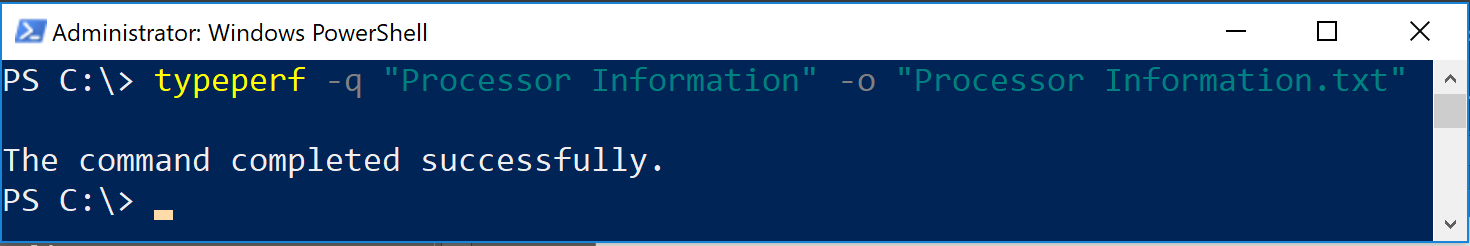 Administrator: Windows PowerShell
PS C:\> typeperf -q "Processor Information" -o "Processor Information.txt"
The command completed successfully.
PS C:\>